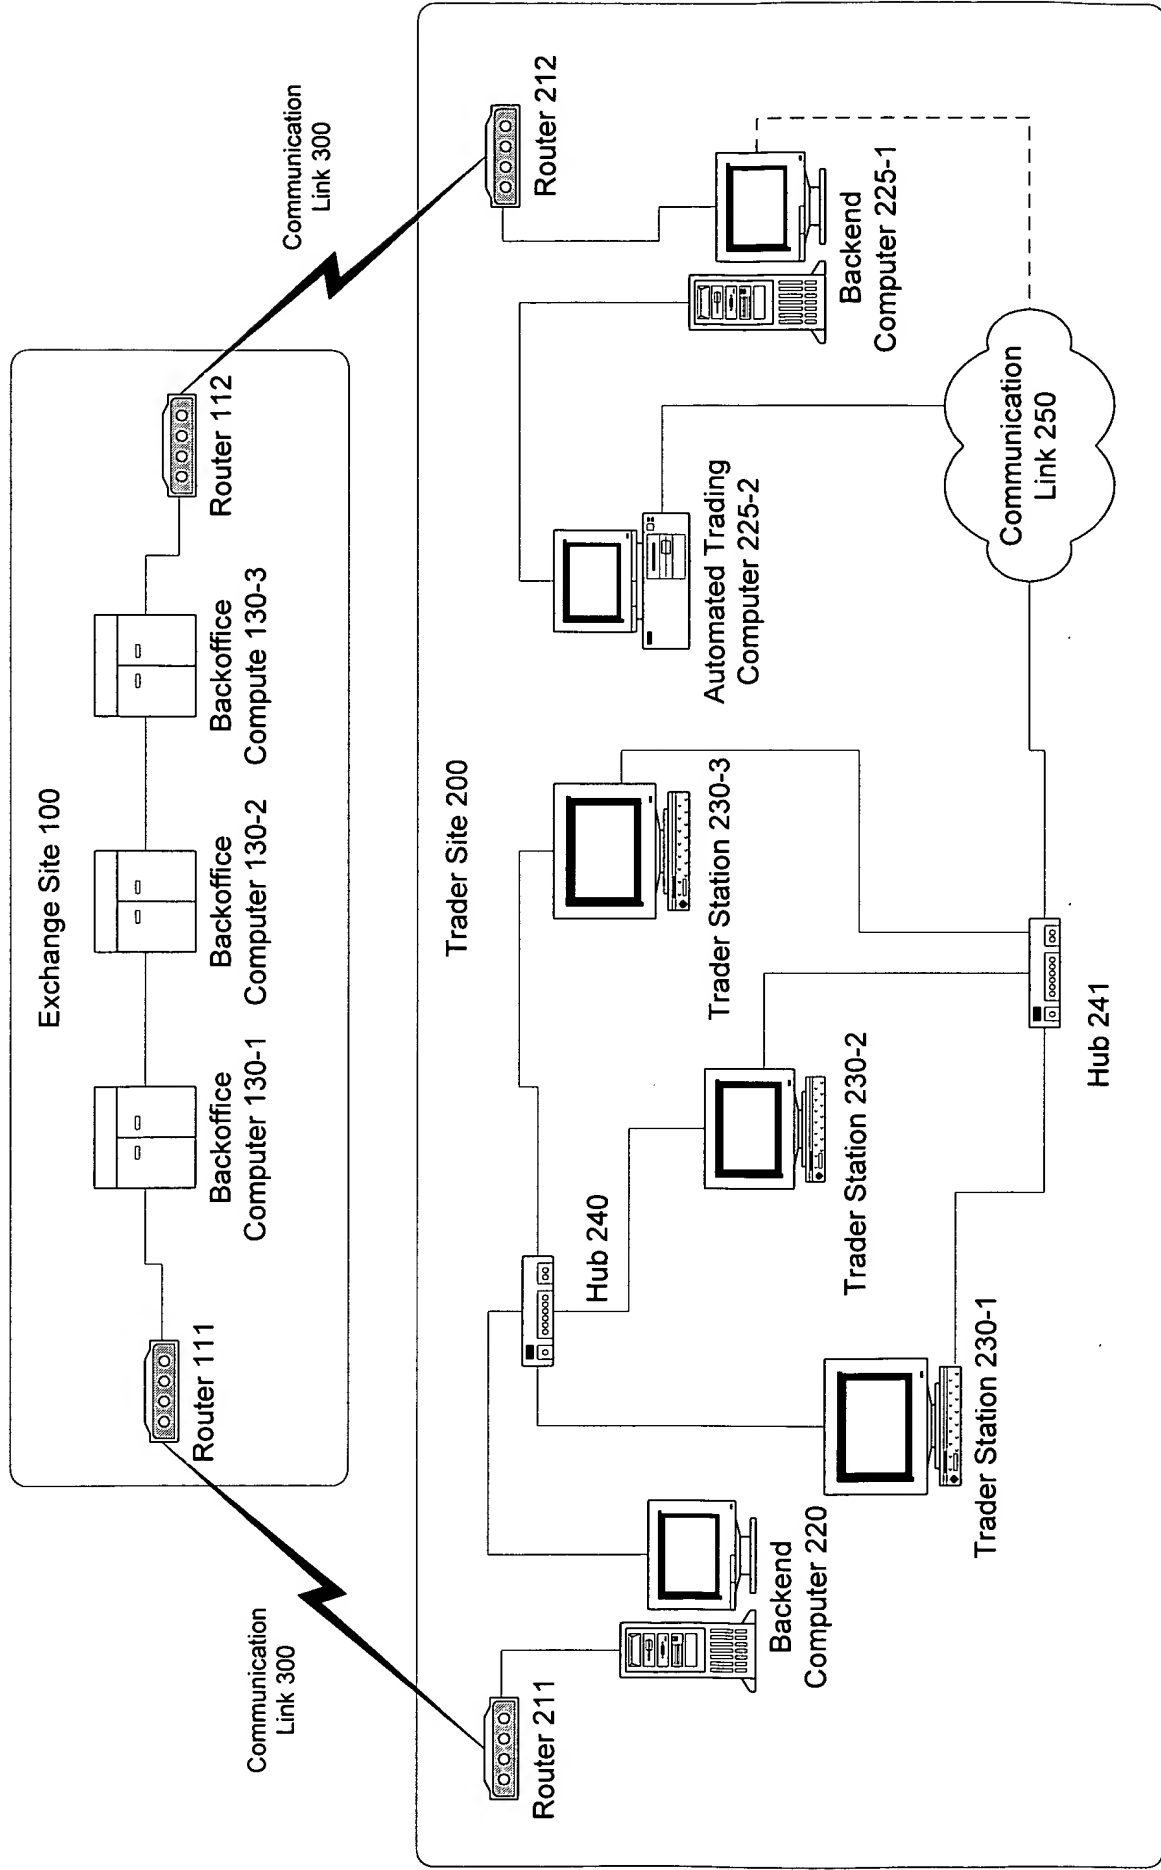 Exchange Site 100
Router 111
Backoffice
Computer 130-1
Backoffice
Computer 130-2
Backoffice
Compute 130-3
Router 112
Communication
Link 300
Communication
Link 300
Trader Site 200
Router 211
Backend
Computer 220
Hub 240
Trader Station 230-1
Trader Station 230-2
Trader Station 230-3
Hub 241
Automated Trading
Computer 225-2
Router 212
Backend
Computer 225-1
Communication
Link 250